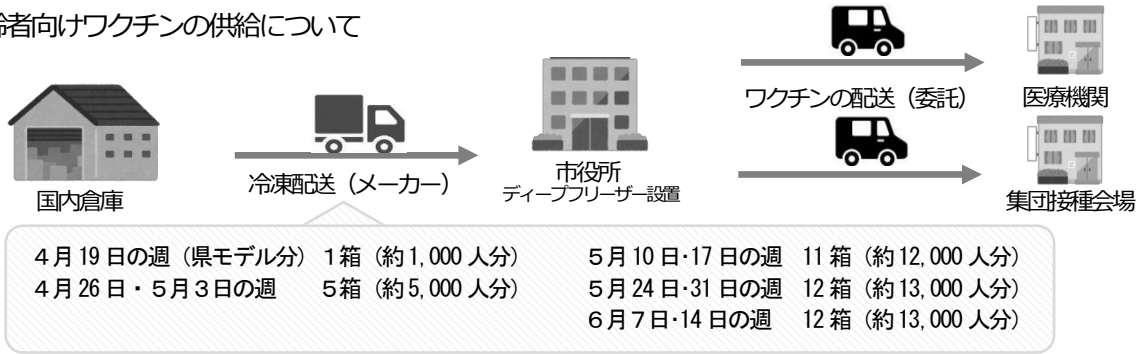 齢者向けワクチンの供給について
ワクチンの配送（委託）
医療機関
国内倉庫
冷凍配送（メーカー）
市役所
ディープフリーザー設置
集団接種会場
４月19日の週（県モデル分） １箱（約1,000人分）
４月26日・５月３日の週 ５箱（約5,000人分）
５月10日･17日の週 11箱（約12,000人分）
５月24日･31日の週 12箱（約13,000人分）
６月７日･14日の週 12箱（約13,000人分）